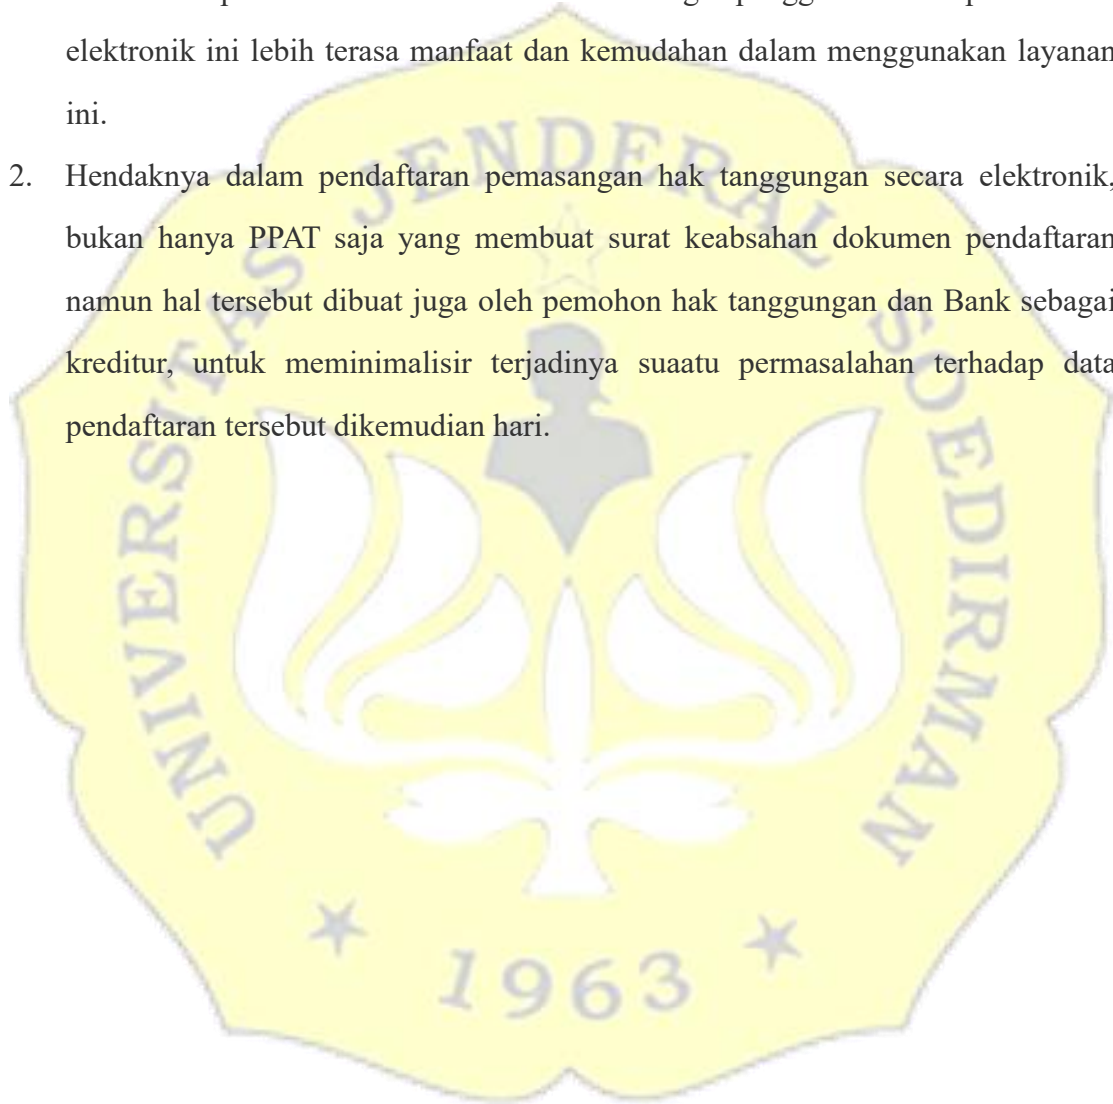 elektronik ini lebih terasa manfaat dan kemudahan dalam menggunakan layanan
ini.
2. Hendaknya dalam pendaftaran pemasangan hak tanggungan secara elektronik,
bukan hanya PPAT saja yang membuat surat keabsahan dokumen pendaftaran
namun hal tersebut dibuat juga oleh pemohon hak tanggungan dan Bank sebagai
kreditur, untuk meminimalisir terjadinya suaatu permasalahan terhadap data
pendaftaran tersebut dikemudian hari.
UNIVERSITAS JENDERAL SOEDIRMAN
1963